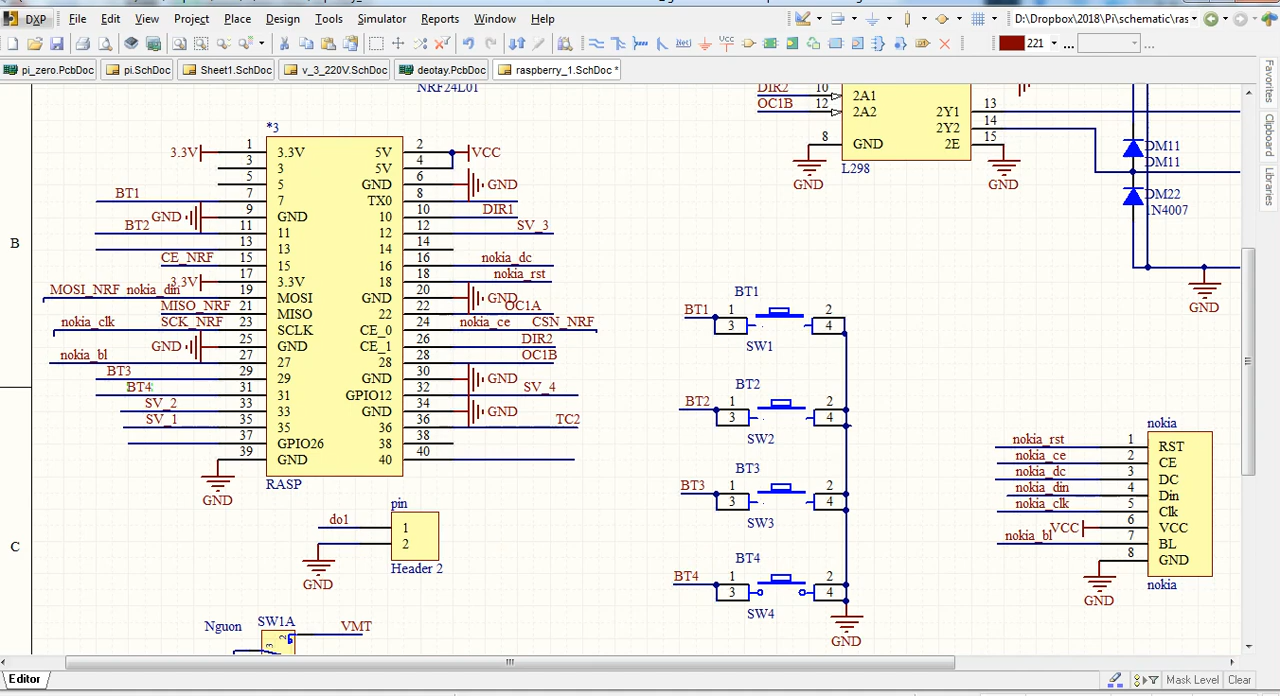 DXP File Edit View Project Place Design Tools Simulator Reports Window Help D:\Dropbox\2018\Pi\schematic\ras
Net Vcc 221 ...
pi_zero.PcbDoc pi.SchDoc Sheet1.SchDoc v_3_220V.SchDoc deotay.PcbDoc raspberry_1.SchDoc *
Favorites
Clipboard
Libraries
B
C
NRF24L01
*3
3.3V 1 3.3V 5V 2 VCC
3 3 5V 4
5 5 GND 6 GND
BT1 7 7 TX0 8
GND 9 GND 10 10 DIR1
BT2 11 11 12 12 SV_3
13 13 14 14
CE_NRF 15 15 16 16 nokia_dc
3.3V 17 3.3V 18 18 nokia_rst
MOSI_NRF nokia_din 19 MOSI GND 20 GND
MISO_NRF 21 MISO 22 22 OC1A
nokia_clk SCK_NRF 23 SCLK CE_0 24 nokia_ce CSN_NRF
GND 25 GND CE_1 26 DIR2
nokia_bl 27 27 28 28 OC1B
BT3 29 29 GND 30 GND
BT4 31 31 GPIO12 32 SV_4
SV_2 33 33 GND 34 GND
SV_1 35 35 36 36 TC2
37 GPIO26 38 38
39 GND 40 40
GND
RASP
pin
do1 1
2
GND
Header 2
Nguon SW1A VMT
2
3
DIR2 10 2A1
OC1B 12 2A2 2Y1 13
2Y2 14
8 GND 2E 15
GND L298 GND
DM11
DM11
DM22
1N4007
GND
BT1
BT1 1 2
3 4
SW1
BT2
BT2 1 2
3 4
SW2
BT3
BT3 1 2
3 4
SW3
BT4
BT4 1 2
3 4
SW4
GND
nokia
nokia_rst 1 RST
nokia_ce 2 CE
nokia_dc 3 DC
nokia_din 4 Din
nokia_clk 5 Clk
VCC 6 VCC
nokia_bl 7 BL
8 GND
GND
nokia
Editor Mask Level Clear